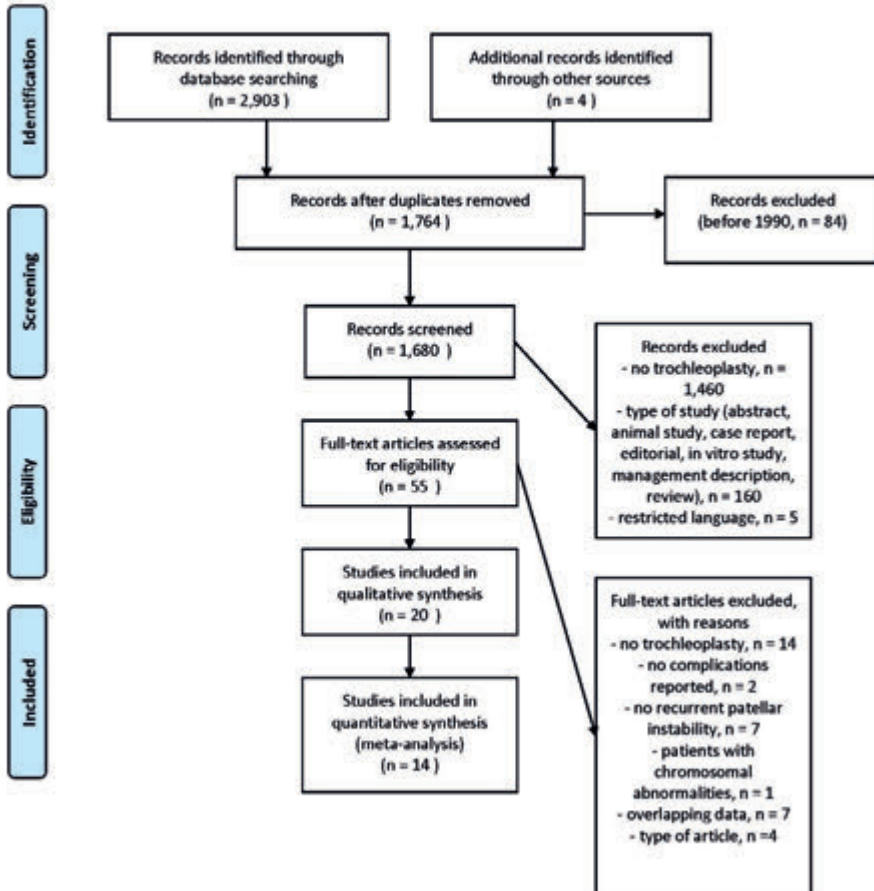 Identification
Records identified through
database searching
(n = 2,903 )
Additional records identified
through other sources
(n = 4 )
Records after duplicates removed
(n = 1,764 )
Records excluded
(before 1990, n = 84)
Screening
Records screened
(n = 1,680 )
Records excluded
- no trochleoplasty, n =
1,460
- type of study (abstract,
animal study, case report,
editorial, in vitro study,
management description,
review), n = 160
- restricted language, n = 5
Eligibility
Full-text articles assessed
for eligibility
(n = 55 )
Studies included in
qualitative synthesis
(n = 20 )
Full-text articles excluded,
with reasons
- no trochleoplasty, n = 14
- no complications
reported, n = 2
- no recurrent patellar
instability, n = 7
- patients with
chromosomal
abnormalities, n = 1
- overlapping data, n = 7
- type of article, n =4
Included
Studies included in
quantitative synthesis
(meta-analysis)
(n = 14 )